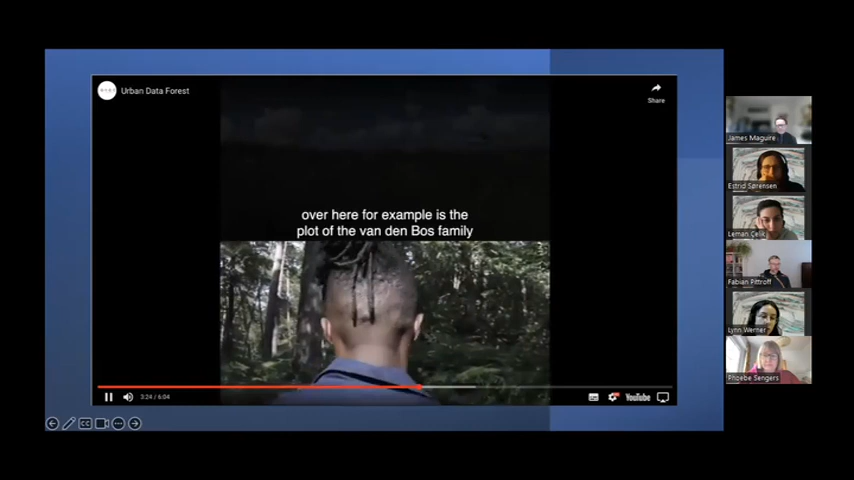 Urban Data Forest
Share
over here for example is the
plot of the van den Bos family
3:24 / 6:04
YouTube
James Maguire
Estrid Sørensen
Leman Çelik
Fabian Pittroff
Lynn Werner
Phoebe Sengers